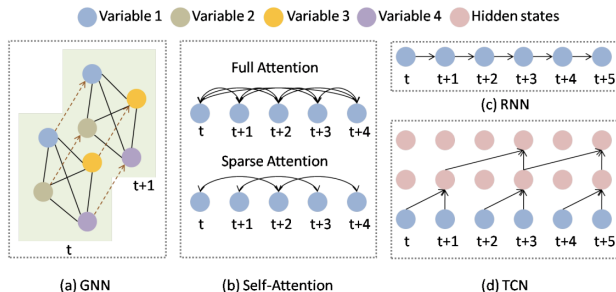 Variable 1 Variable 2 Variable 3 Variable 4 Hidden states
t
t+1
(a) GNN
Full Attention
t t+1 t+2 t+3 t+4
Sparse Attention
t t+1 t+2 t+3 t+4
(b) Self-Attention
t t+1 t+2 t+3 t+4 t+5
(c) RNN
t t+1 t+2 t+3 t+4 t+5
(d) TCN